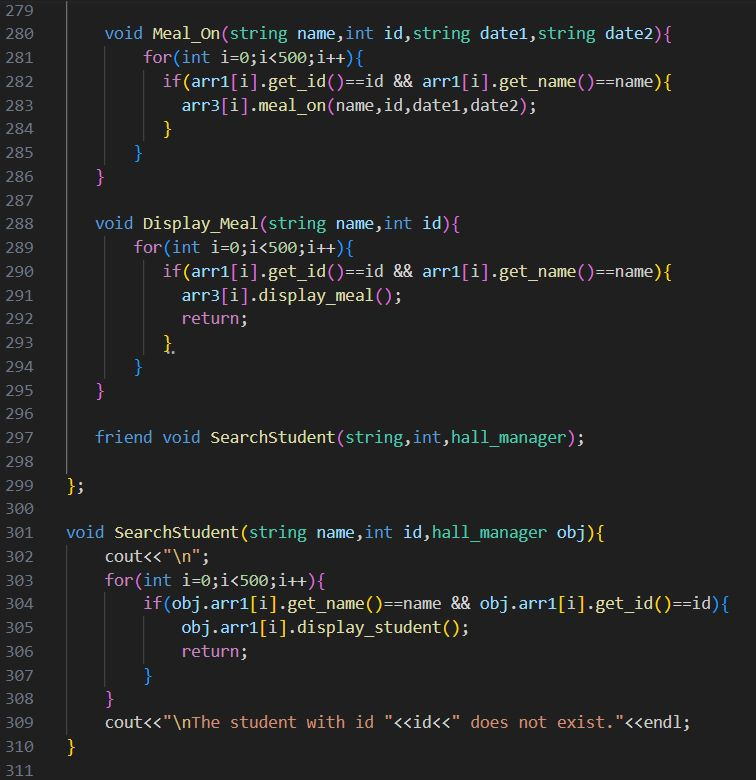 279
280 void Meal_On(string name,int id,string date1,string date2){
281 for(int i=0;i<500;i++){
282 if(arr1[i].get_id()==id && arr1[i].get_name()==name){
283 arr3[i].meal_on(name,id,date1,date2);
284 }
285 }
286 }
287
288 void Display_Meal(string name,int id){
289 for(int i=0;i<500;i++){
290 if(arr1[i].get_id()==id && arr1[i].get_name()==name){
291 arr3[i].display_meal();
292 return;
293 }
294 }
295 }
296
297 friend void SearchStudent(string,int,hall_manager);
298
299 };
300
301 void SearchStudent(string name,int id,hall_manager obj){
302 cout<<"\n";
303 for(int i=0;i<500;i++){
304 if(obj.arr1[i].get_name()==name && obj.arr1[i].get_id()==id){
305 obj.arr1[i].display_student();
306 return;
307 }
308 }
309 cout<<"\nThe student with id "<<id<<" does not exist."<<endl;
310 }
311